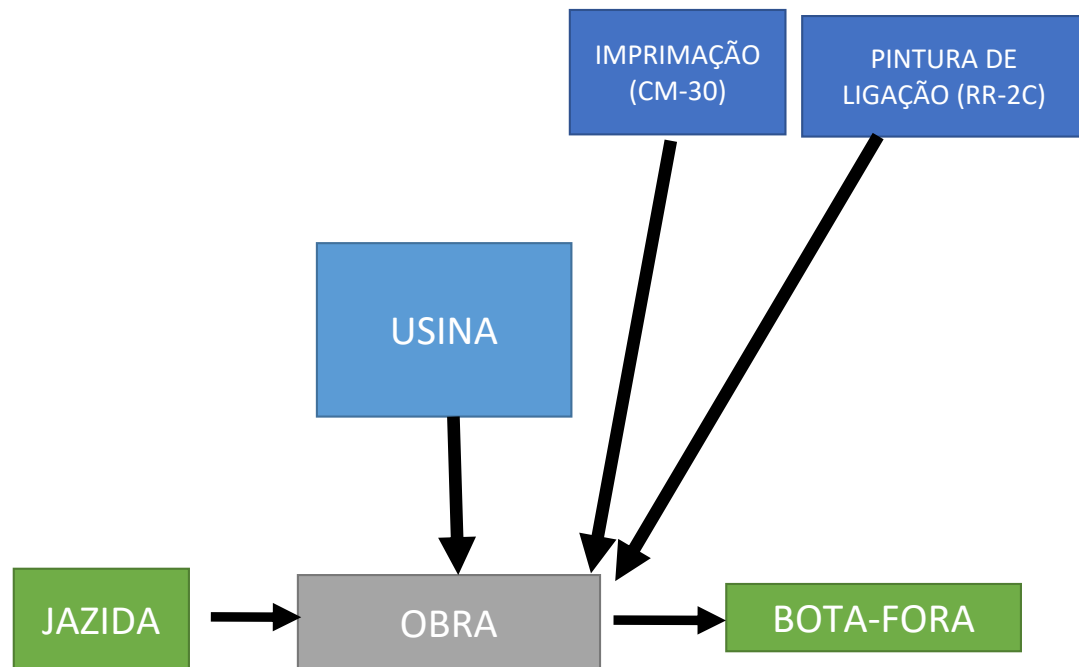 IMPRIMAÇÃO
(CM-30)
PINTURA DE
LIGAÇÃO (RR-2C)
USINA
JAZIDA
OBRA
BOTA-FORA